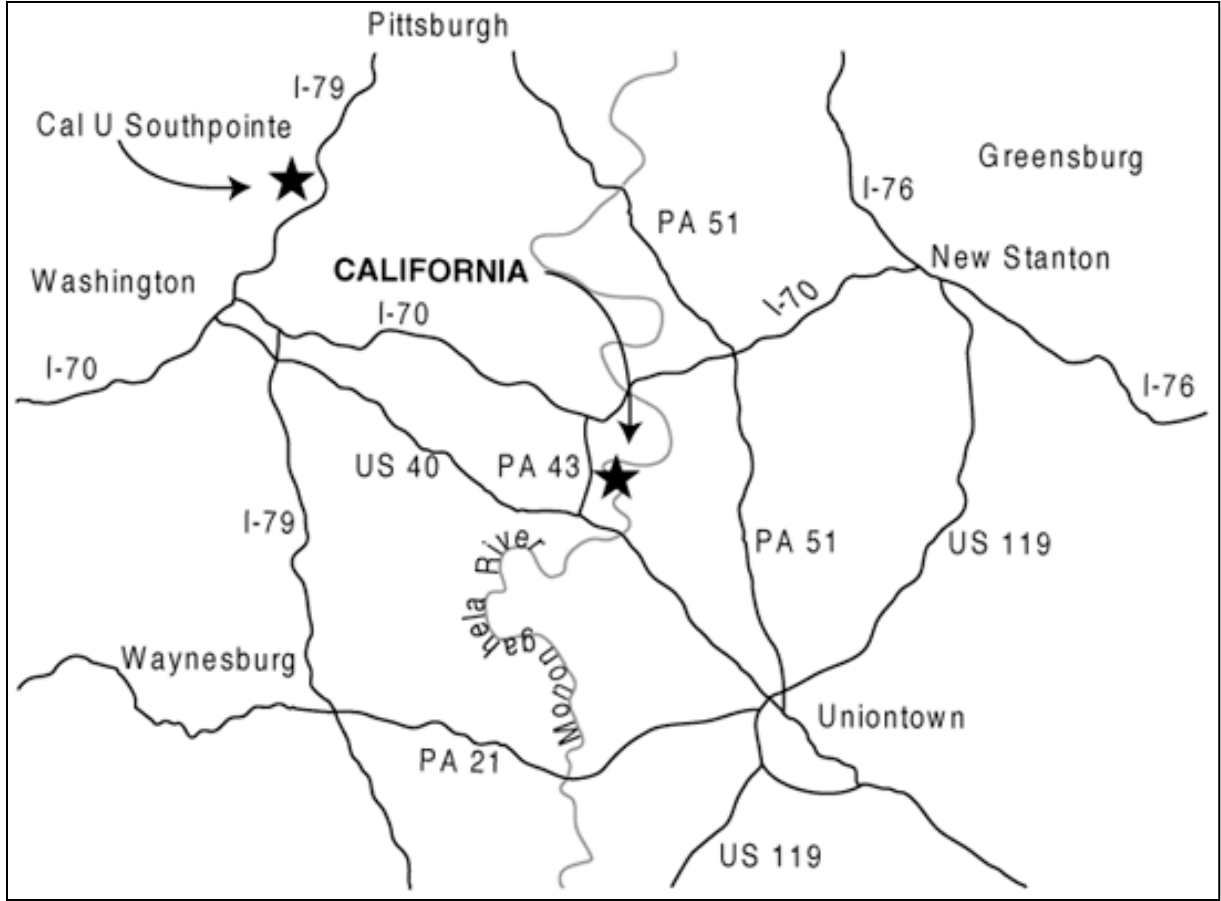 Pittsburgh
I-79
Cal U Southpointe
Greensburg
I-76
PA 51
New Stanton
CALIFORNIA
Washington
I-70
I-70
I-70
I-76
US 40
PA 43
I-79
PA 51
US 119
Monongahela River
Waynesburg
Uniontown
PA 21
US 119